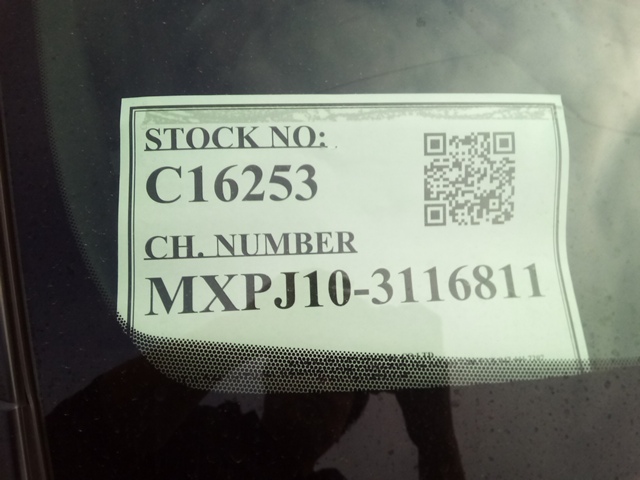 STOCK NO:
C16253
CH. NUMBER
MXPJ10-3116811